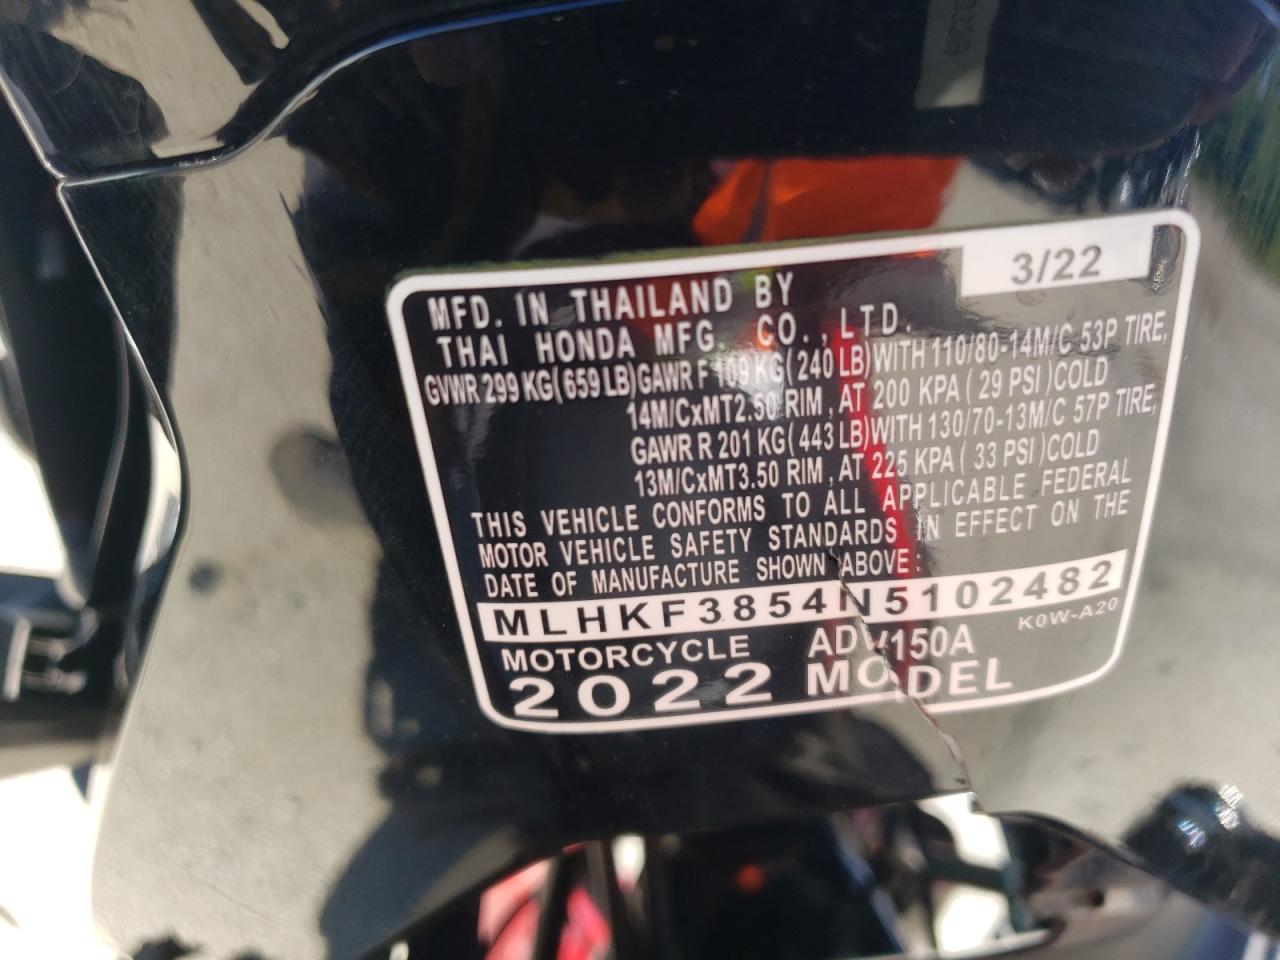 3/22
MFD. IN THAILAND BY
THAI HONDA MFG. CO., LTD.
GVWR 299 KG(659 LB)GAWR F 109 KG(240 LB)WITH 110/80-14M/C 53P TIRE,
14M/CxMT2.50 RIM, AT 200 KPA (29 PSI)COLD
GAWR R 201 KG(443 LB)WITH 130/70-13M/C 57P TIRE,
13M/CxMT3.50 RIM, AT 225 KPA (33 PSI)COLD
THIS VEHICLE CONFORMS TO ALL APPLICABLE FEDERAL
MOTOR VEHICLE SAFETY STANDARDS IN EFFECT ON THE
DATE OF MANUFACTURE SHOWN ABOVE:
MLHKF3854N5102482
MOTORCYCLE ADV150A K0W-A20
2022 MODEL